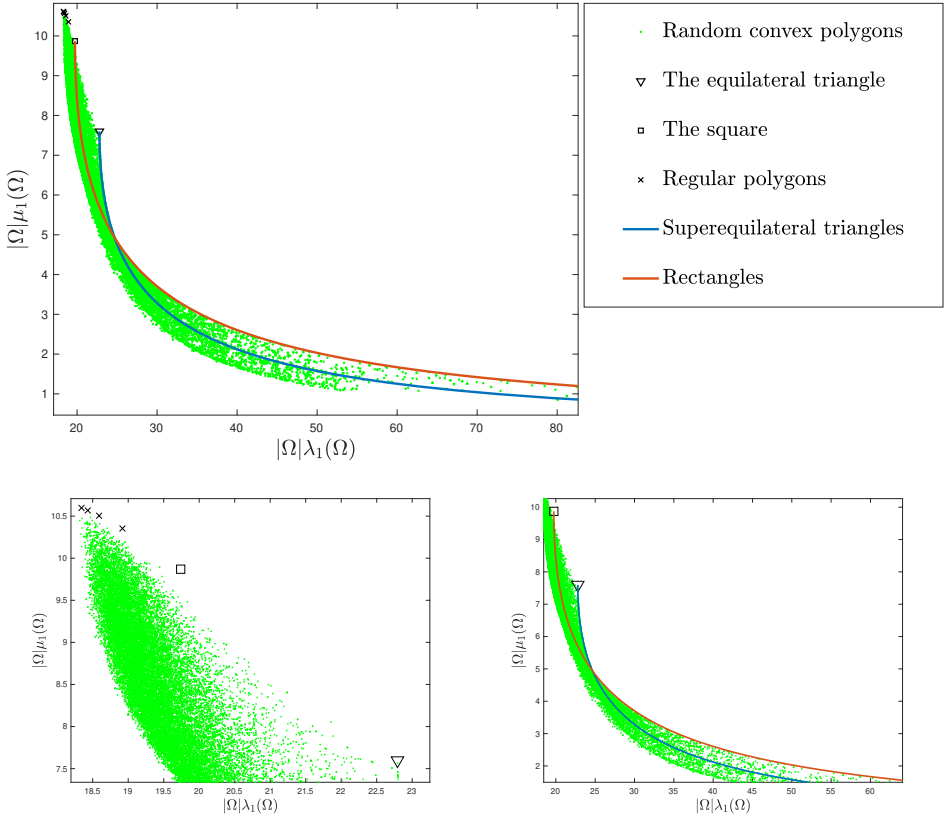 10
9
8
7
6
5
4
3
2
1
|Ω|μ₁(Ω)
20 30 40 50 60 70 80
|Ω|λ₁(Ω)
Random convex polygons
The equilateral triangle
The square
Regular polygons
Superequilateral triangles
Rectangles
10.5
10
9.5
9
8.5
8
7.5
|Ω|μ₁(Ω)
18.5 19 19.5 20 20.5 21 21.5 22 22.5 23
|Ω|λ₁(Ω)
10
9
8
7
6
5
4
3
2
|Ω|μ₁(Ω)
20 25 30 35 40 45 50 55 60
|Ω|λ₁(Ω)